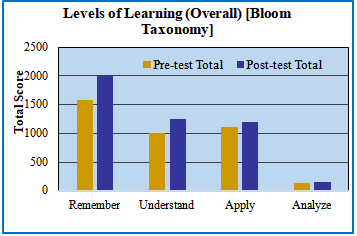 Levels of Learning (Overall) [Bloom
Taxonomy]
2500
2000
1500
1000
500
0
Total Score
Pre-test Total Post-test Total
Remember Understand Apply Analyze